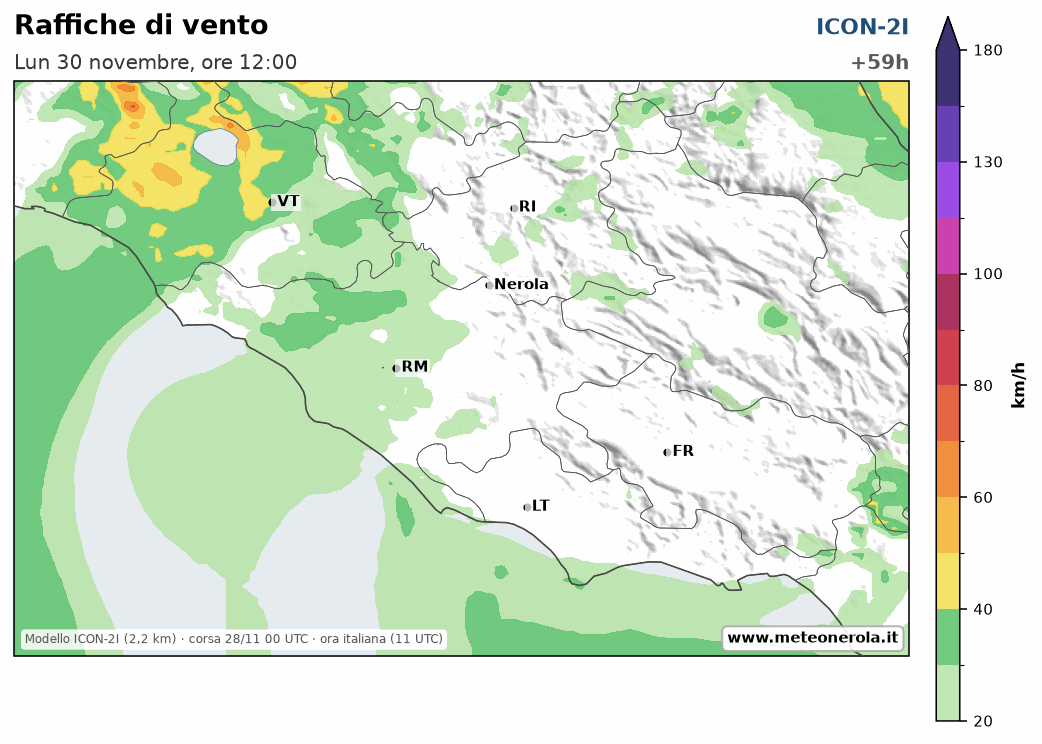 Raffiche di vento
ICON-2I
Lun 30 novembre, ore 12:00
+59h
VT
RI
Nerola
RM
FR
LT
Modello ICON-2I (2,2 km) · corsa 28/11 00 UTC · ora italiana (11 UTC)
www.meteonerola.it
180
130
100
80
60
40
20
km/h